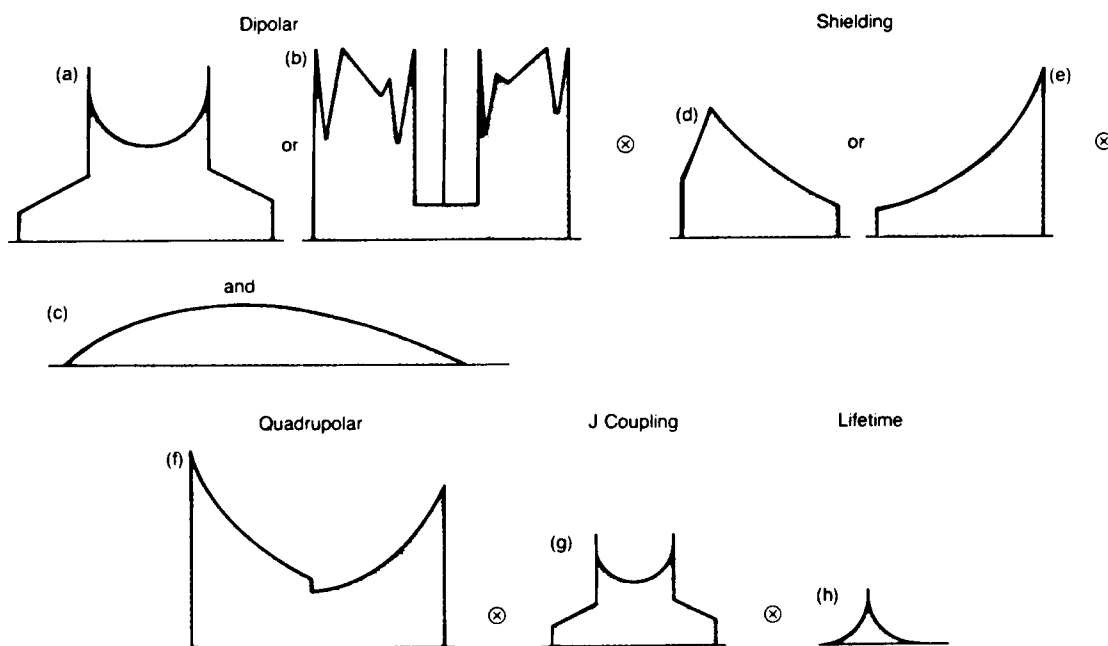 Dipolar
Shielding
(a)
(b)
or
⊗
(d)
or
(e)
⊗
and
(c)
Quadrupolar
J Coupling
Lifetime
(f)
⊗
(g)
⊗
(h)